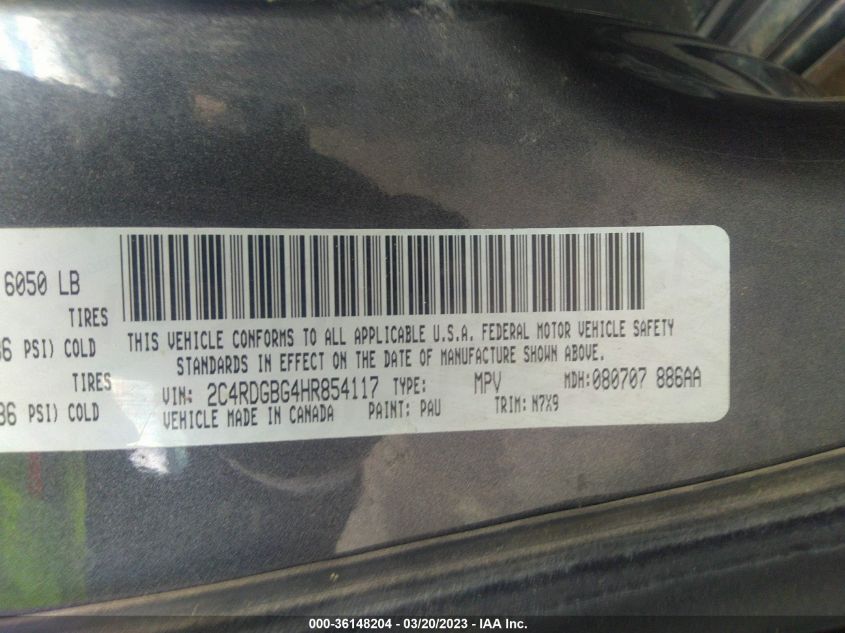 6050 LB
TIRES
36 PSI) COLD
TIRES
36 PSI) COLD
THIS VEHICLE CONFORMS TO ALL APPLICABLE U.S.A. FEDERAL MOTOR VEHICLE SAFETY
STANDARDS IN EFFECT ON THE DATE OF MANUFACTURE SHOWN ABOVE.
VIN: 2C4RDGBG4HR854117 TYPE: MPV MDH:080707 886AA
VEHICLE MADE IN CANADA PAINT: PAU TRIM: N7X9
000-36148204 - 03/20/2023 - IAA Inc.